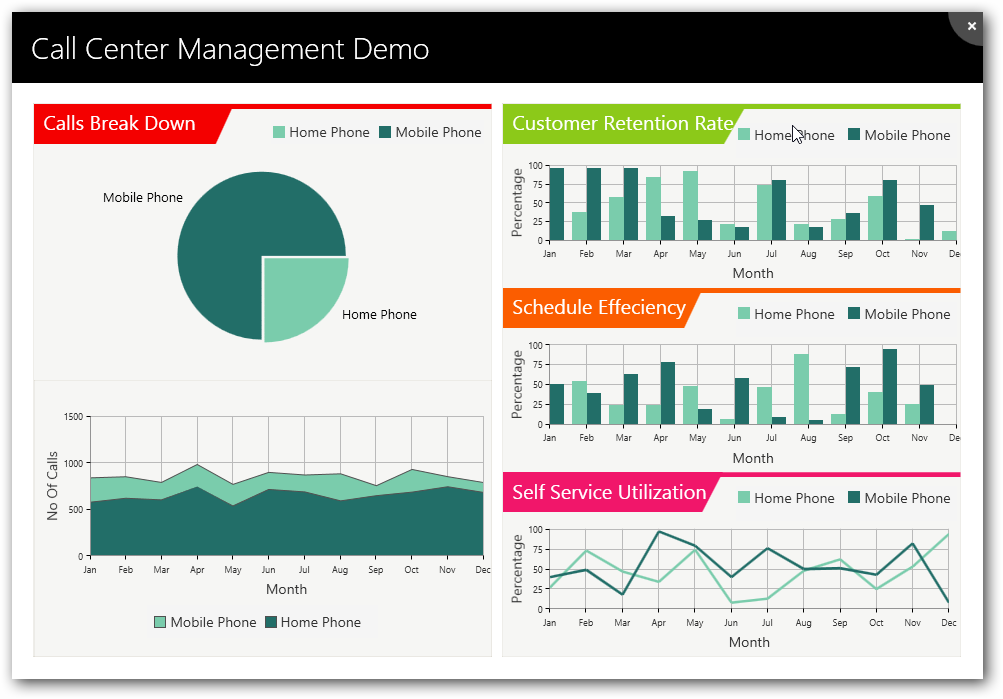 Call Center Management Demo
Calls Break Down
Home Phone Mobile Phone
Mobile Phone
Home Phone
1500
1000
500
0
No Of Calls
Jan Feb Mar Apr May Jun Jul Aug Sep Oct Nov Dec
Month
Mobile Phone Home Phone
Customer Retention Rate
Home Phone Mobile Phone
100
75
50
25
0
Percentage
Jan Feb Mar Apr May Jun Jul Aug Sep Oct Nov De
Month
Schedule Effeciency
Home Phone Mobile Phone
100
75
50
25
0
Percentage
Jan Feb Mar Apr May Jun Jul Aug Sep Oct Nov De
Month
Self Service Utilization
Home Phone Mobile Phone
100
75
50
25
0
Percentage
Jan Feb Mar Apr May Jun Jul Aug Sep Oct Nov Dec
Month